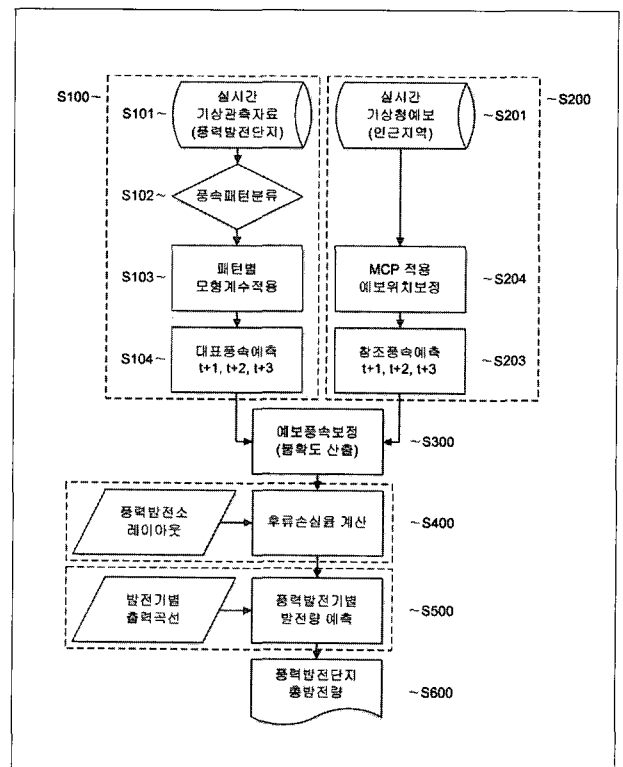 S100~
S101~
실시간
기상관측자료
(풍력발전단지)
S102~
풍속패턴분류
S103~
패턴별
모형계수적용
S104~
대표풍속예측
t+1, t+2, t+3
실시간
기상청예보
(인근지역)
~S201
~S200
MCP 적용
예보위치보정
~S204
참조풍속예측
t+1, t+2, t+3
~S203
예보풍속보정
(불확도 산출)
~S300
풍력발전소
레이아웃
후류손실율 계산
~S400
발전기별
출력곡선
풍력발전기별
발전량 예측
~S500
풍력발전단지
총발전량
~S600